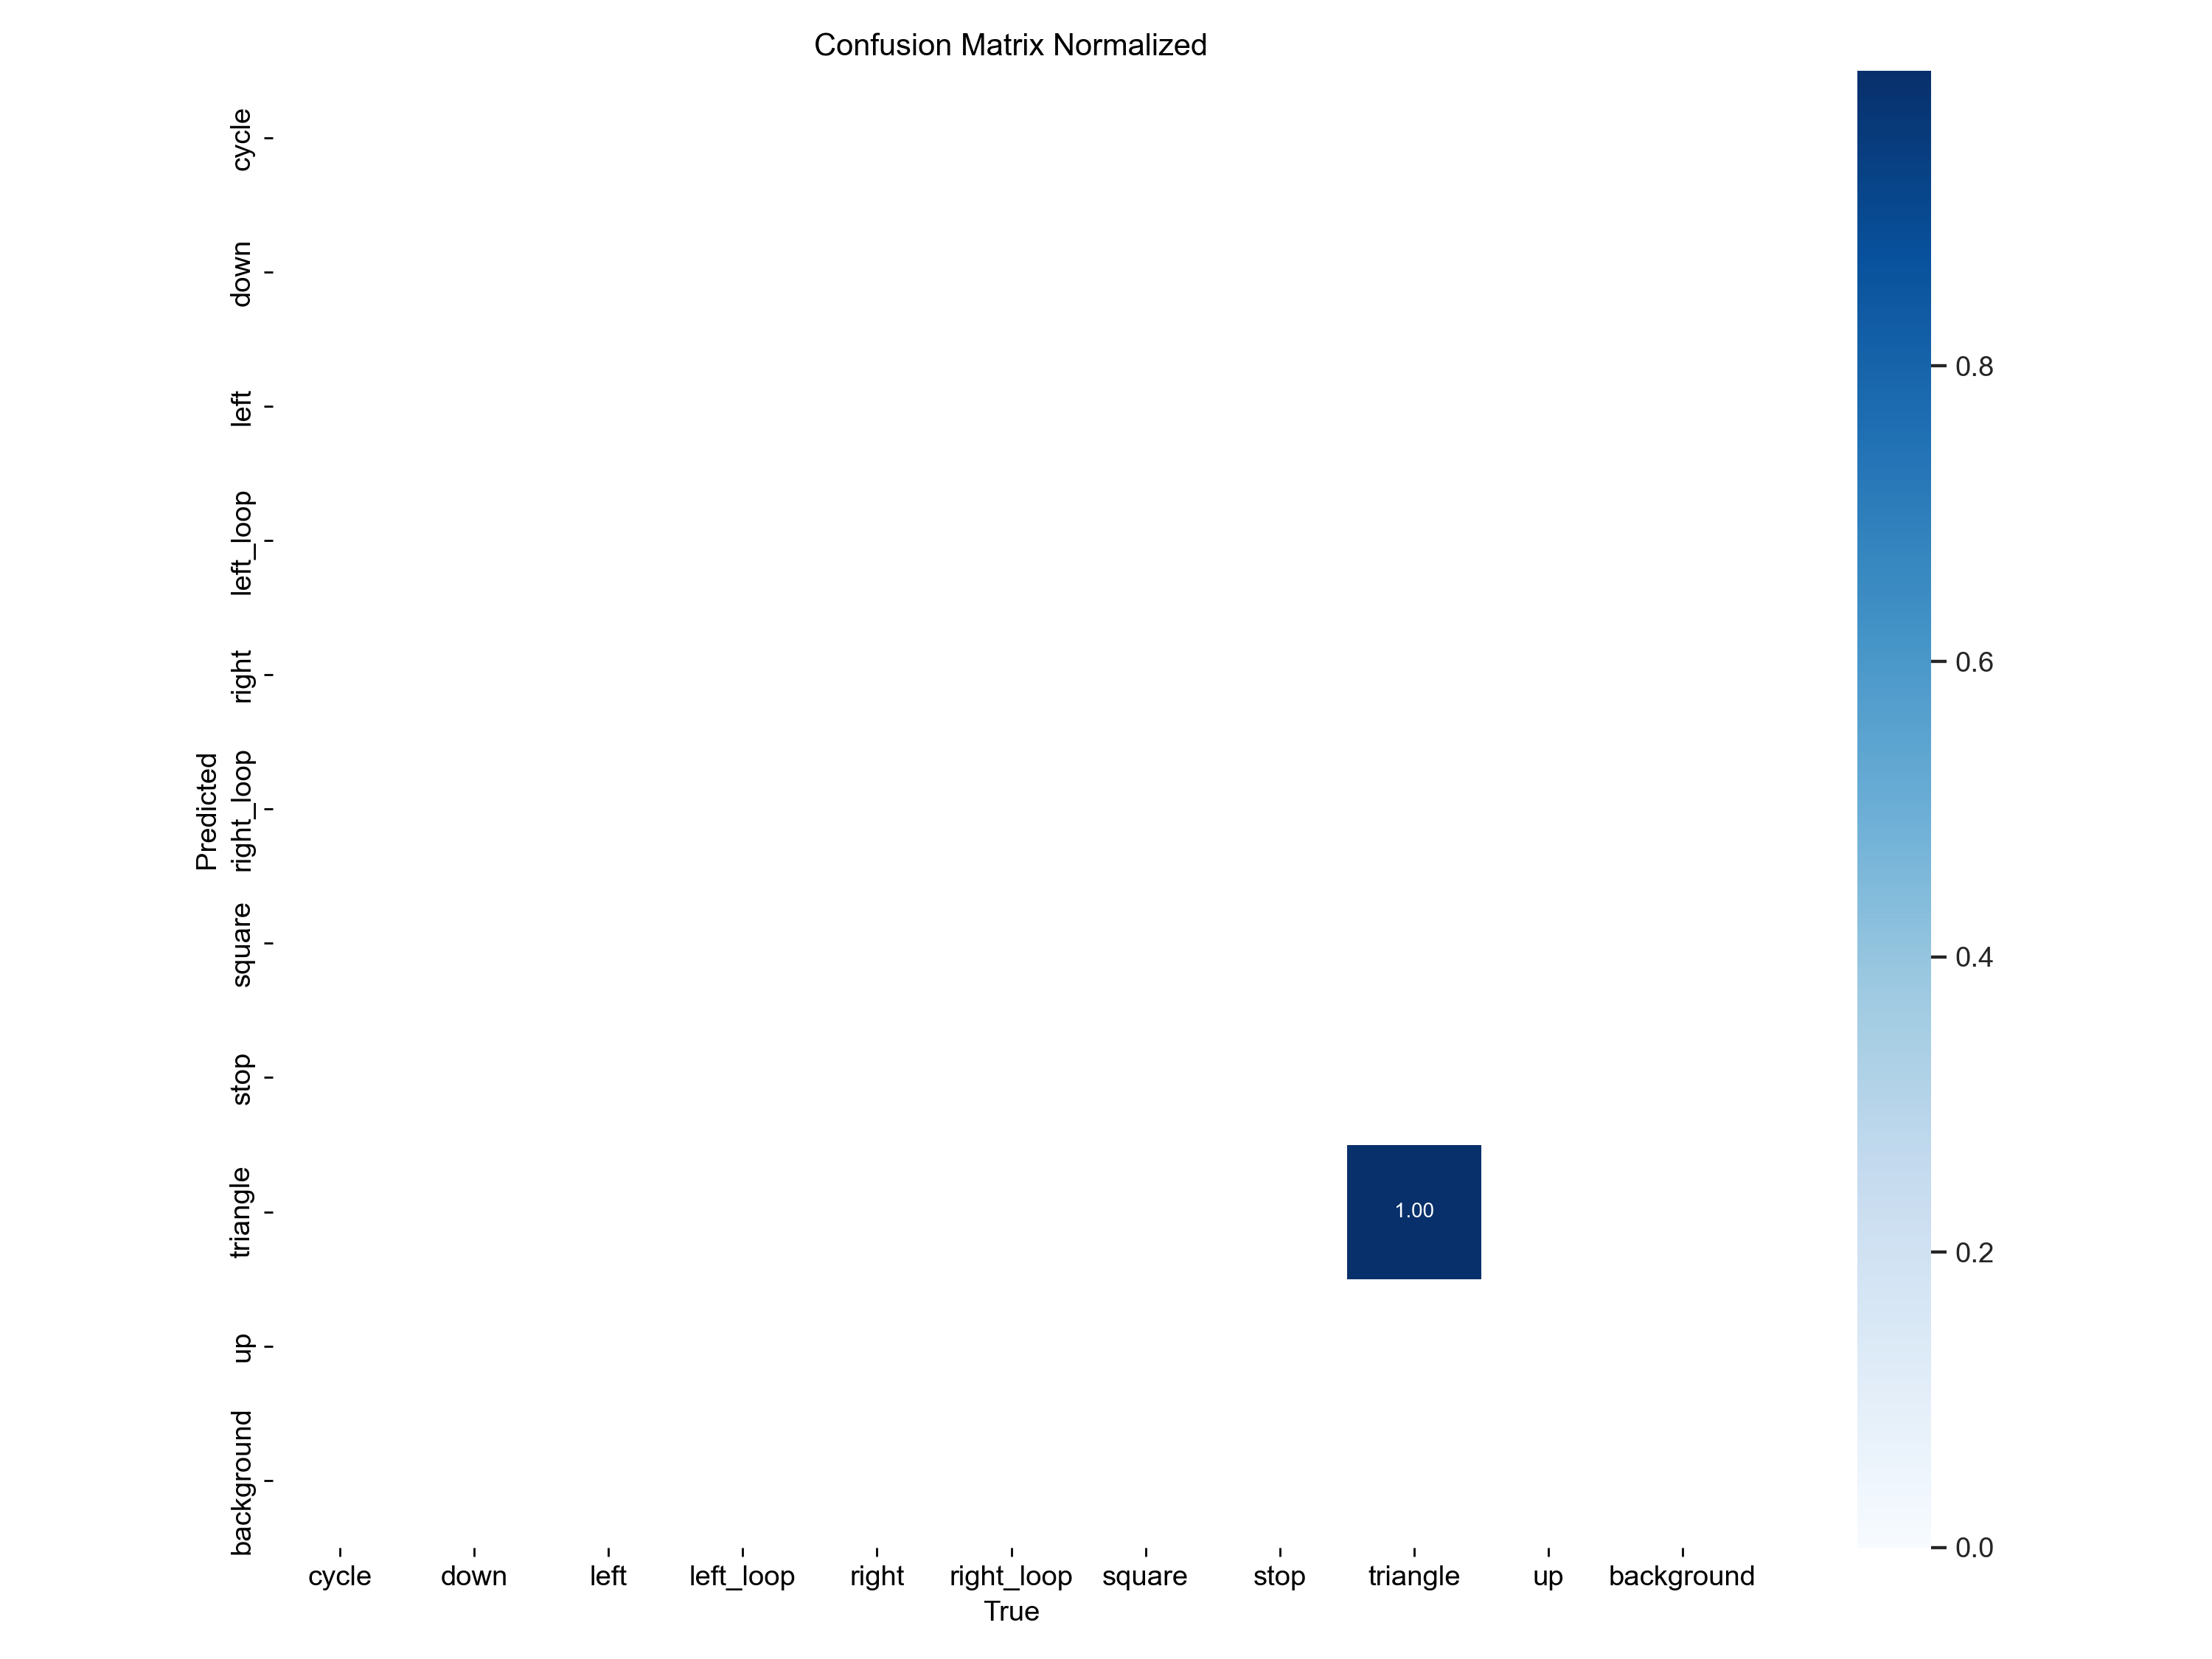 Confusion Matrix Normalized
Predicted
cycle
down
left
left_loop
right
right_loop
square
stop
triangle
up
background
1.00
cycle down left left_loop right right_loop square stop triangle up background
True
0.8
0.6
0.4
0.2
0.0